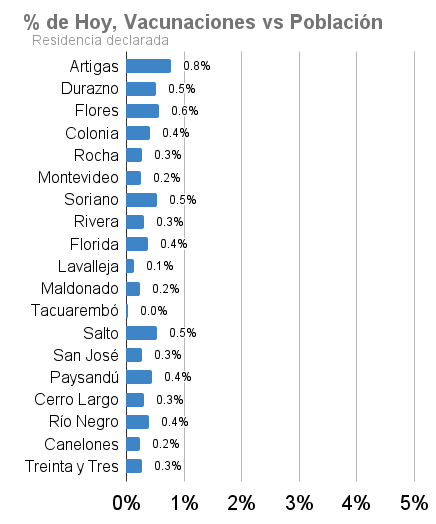 % de Hoy, Vacunaciones vs Población
Residencia declarada
Artigas 0.8%
Durazno 0.5%
Flores 0.6%
Colonia 0.4%
Rocha 0.3%
Montevideo 0.2%
Soriano 0.5%
Rivera 0.3%
Florida 0.4%
Lavalleja 0.1%
Maldonado 0.2%
Tacuarembó 0.0%
Salto 0.5%
San José 0.3%
Paysandú 0.4%
Cerro Largo 0.3%
Río Negro 0.4%
Canelones 0.2%
Treinta y Tres 0.3%
0% 1% 2% 3% 4% 5%